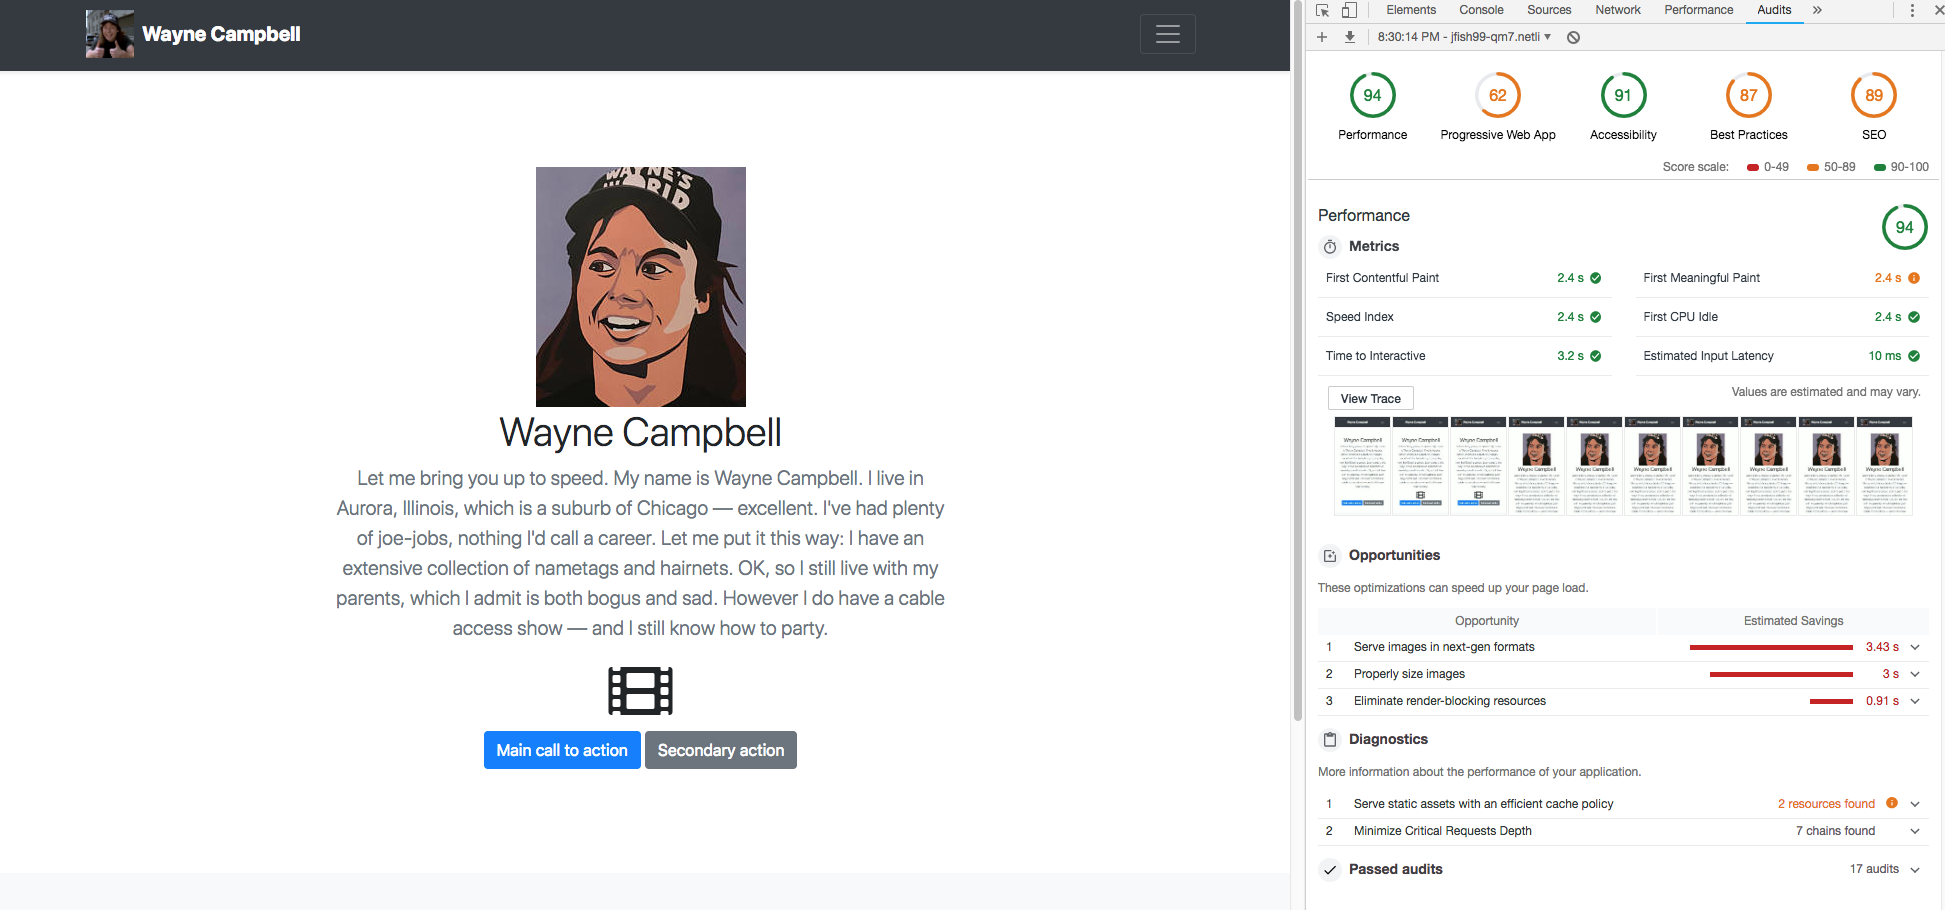 Wayne Campbell
WAYNE'S
WORLD
Wayne Campbell
Let me bring you up to speed. My name is Wayne Campbell. I live in
Aurora, Illinois, which is a suburb of Chicago — excellent. I've had plenty
of joe-jobs, nothing I'd call a career. Let me put it this way: I have an
extensive collection of nametags and hairnets. OK, so I still live with my
parents, which I admit is both bogus and sad. However I do have a cable
access show — and I still know how to party.
Main call to action Secondary action
Elements Console Sources Network Performance Audits »
8:30:14 PM - jfish99-qm7.netli
94 62 91 87 89
Performance Progressive Web App Accessibility Best Practices SEO
Score scale: 0-49 50-89 90-100
Performance 94
Metrics
First Contentful Paint 2.4 s First Meaningful Paint 2.4 s
Speed Index 2.4 s First CPU Idle 2.4 s
Time to Interactive 3.2 s Estimated Input Latency 10 ms
View Trace Values are estimated and may vary.
Opportunities
These optimizations can speed up your page load.
Opportunity Estimated Savings
1 Serve images in next-gen formats 3.43 s
2 Properly size images 3 s
3 Eliminate render-blocking resources 0.91 s
Diagnostics
More information about the performance of your application.
1 Serve static assets with an efficient cache policy 2 resources found
2 Minimize Critical Requests Depth 7 chains found
Passed audits 17 audits